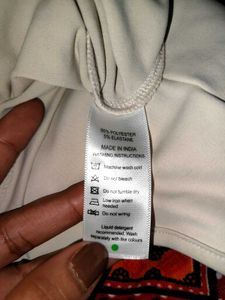 95% POLYESTER
5% ELASTANE
MADE IN INDIA
WASHING INSTRUCTIONS
Machine wash cold
Do not bleach
Do not tumble dry
Low iron when
needed
Do not wring
Liquid detergent
recommended. Wash
separately with like colours